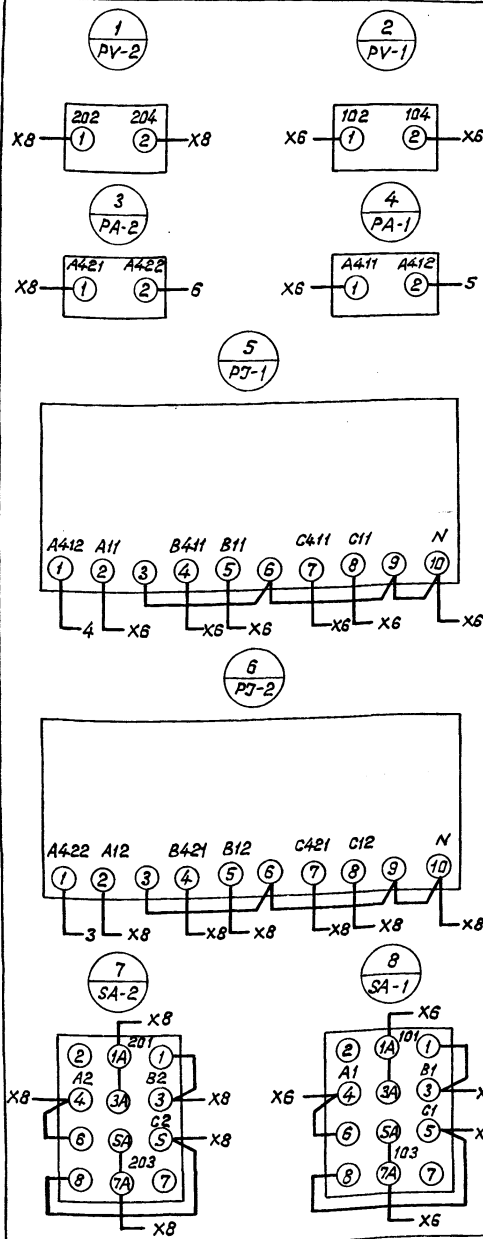 1 2
PV-2 PV-1
202 204 102 104
X8 1 2 X8 X6 1 2 X6
3 4
PA-2 PA-1
A421 A422 A411 A412
X8 1 2 6 X6 1 2 5
5
PJ-1
A412 A11 B411 B11 C411 C11 N
1 2 3 4 5 6 7 8 9 10
4 X6 X6 X6 X6 X6 X6
6
PJ-2
A422 A12 B421 B12 C421 C12 N
1 2 3 4 5 6 7 8 9 10
3 X8 X8 X8 X8 X8 X8
7 8
SA-2 SA-1
X8 X6
201 101
2 1A 1 2 1A 1
A2 B2 A1 B1
X8 4 3A 3 X8 X6 4 3A 3 X
C2 C1
6 5A 5 X8 6 5A 5 X
203 103
8 7A 7 8 7A 7
X8 X6